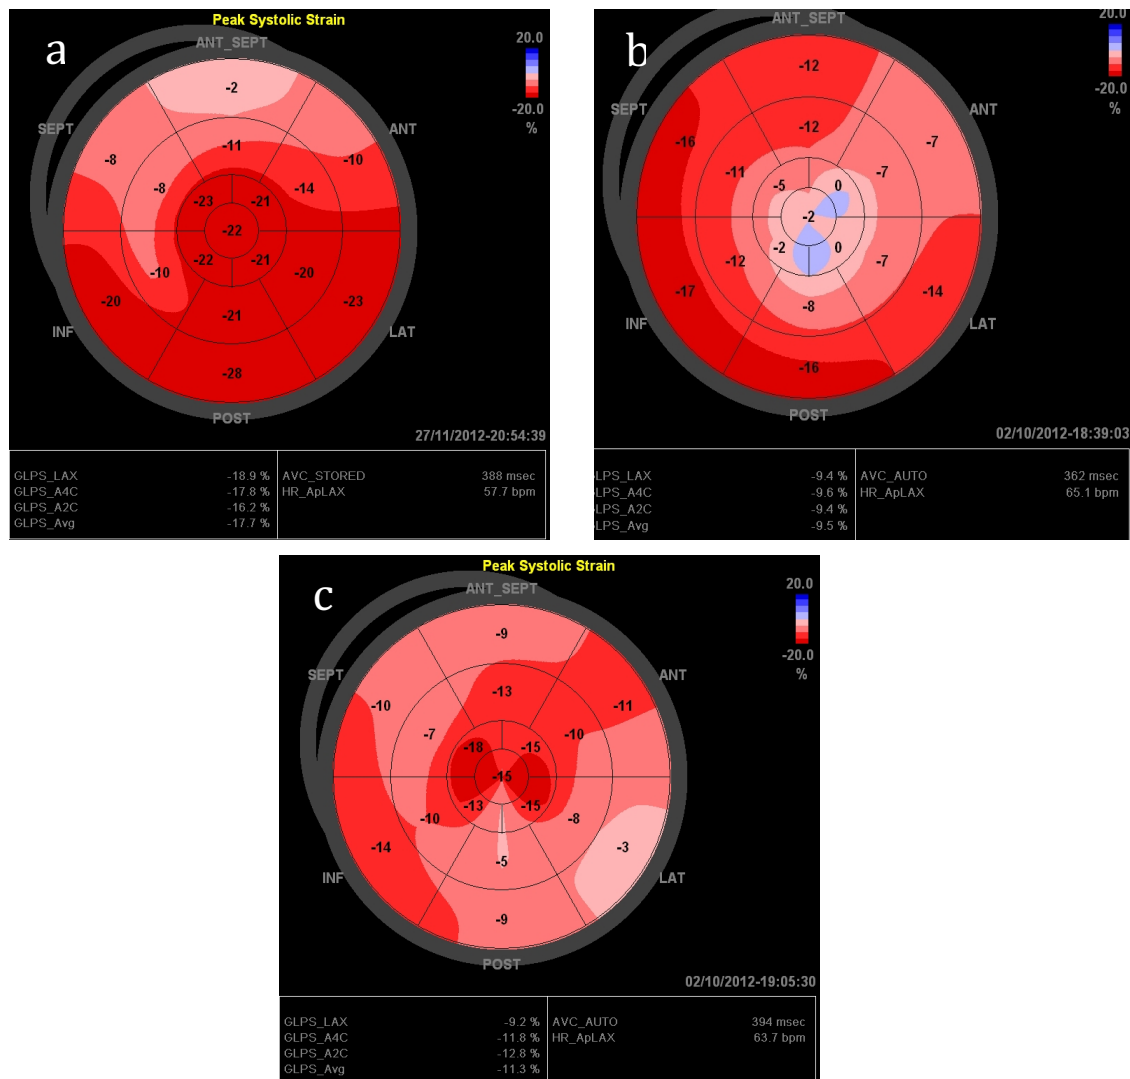 a
Peak Systolic Strain
ANT_SEPT
20.0
-20.0
%
SEPT
ANT
-2
-8
-11
-10
-8
-14
-23
-21
-22
-22
-21
-10
-20
-20
-23
-21
INF
LAT
-28
POST
27/11/2012-20:54:39
GLPS_LAX -18.9 % AVC_STORED 388 msec
GLPS_A4C -17.8 % HR_ApLAX 57.7 bpm
GLPS_A2C -16.2 %
GLPS_Avg -17.7 %
b
ANT_SEPT
20.0
-20.0
%
SEPT
ANT
-12
-16
-12
-7
-11
-7
-5
0
-2
-2
0
-12
-7
-17
-14
-8
INF
LAT
-16
POST
02/10/2012-18:39:03
LPS_LAX -9.4 % AVC_AUTO 362 msec
LPS_A4C -9.6 % HR_ApLAX 65.1 bpm
LPS_A2C -9.4 %
LPS_Avg -9.5 %
c
Peak Systolic Strain
ANT_SEPT
20.0
-20.0
%
SEPT
ANT
-9
-10
-13
-11
-7
-10
-18
-15
-15
-13
-15
-10
-8
-14
-3
-5
INF
LAT
-9
POST
02/10/2012-19:05:30
GLPS_LAX -9.2 % AVC_AUTO 394 msec
GLPS_A4C -11.8 % HR_ApLAX 63.7 bpm
GLPS_A2C -12.8 %
GLPS_Avg -11.3 %